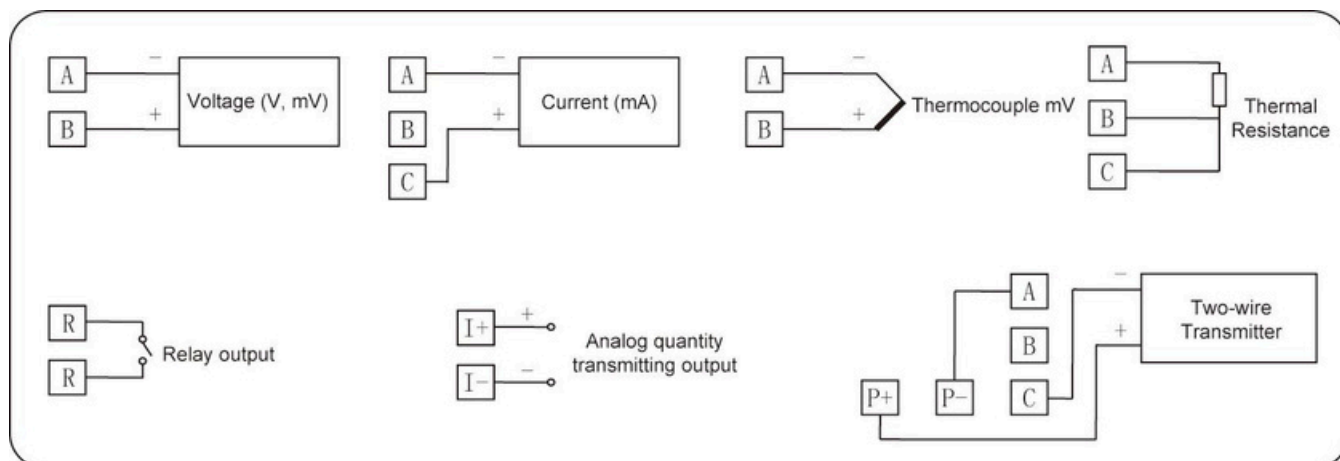 A
−
B
+
Voltage (V, mV)
A
−
B
+
C
Current (mA)
A
−
B
+
Thermocouple mV
A
B
C
Thermal
Resistance
R
R
Relay output
I+
+
I−
−
Analog quantity
transmitting output
A
B
C
P+
P−
−
+
Two-wire
Transmitter